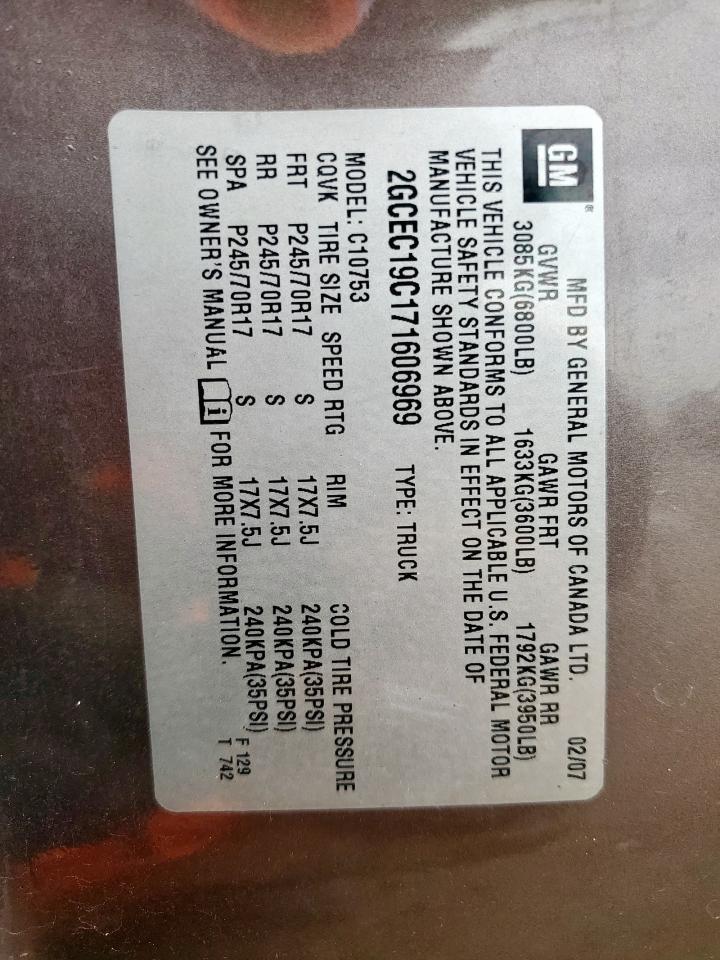 GM® MFD BY GENERAL MOTORS OF CANADA LTD. 02/07
GVWR GAWR FRT GAWR RR
3085KG(6800LB) 1633KG(3600LB) 1792KG(3950LB)
THIS VEHICLE CONFORMS TO ALL APPLICABLE U.S. FEDERAL MOTOR
VEHICLE SAFETY STANDARDS IN EFFECT ON THE DATE OF
MANUFACTURE SHOWN ABOVE.
2GCEC19C171606969 TYPE: TRUCK
MODEL: C10753
CQVK TIRE SIZE SPEED RTG RIM COLD TIRE PRESSURE
FRT P245/70R17 S 17X7.5J 240KPA(35PSI)
RR P245/70R17 S 17X7.5J 240KPA(35PSI)
SPA P245/70R17 S 17X7.5J 240KPA(35PSI)
SEE OWNER'S MANUAL i FOR MORE INFORMATION.
F 129
T 742